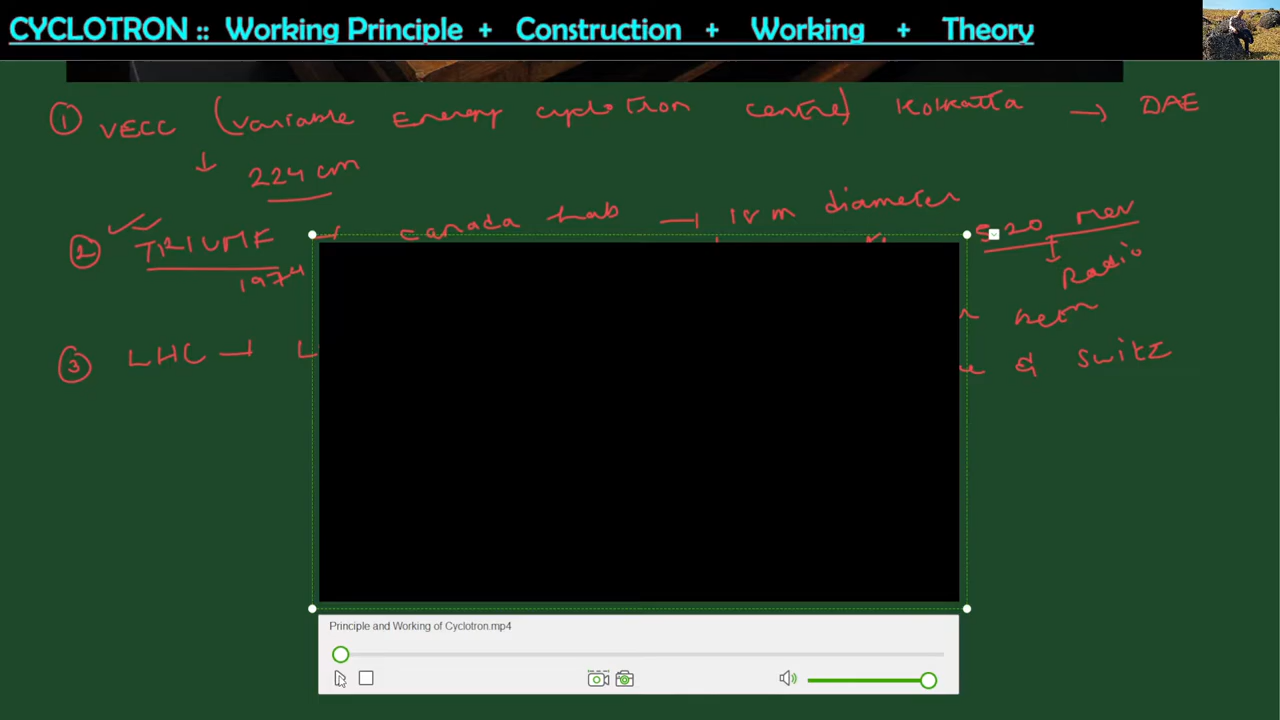 CYCLOTRON :: Working Principle + Construction + Working + Theory
① VECC (Variable Energy cyclotron centre) Kolkatta → DAE
↓ 224 cm
② TRIUMF → canada Lab → 18 m diameter 520 mev
1974 ↓ Radio
③ LHC → L & Switz
Principle and Working of Cyclotron.mp4